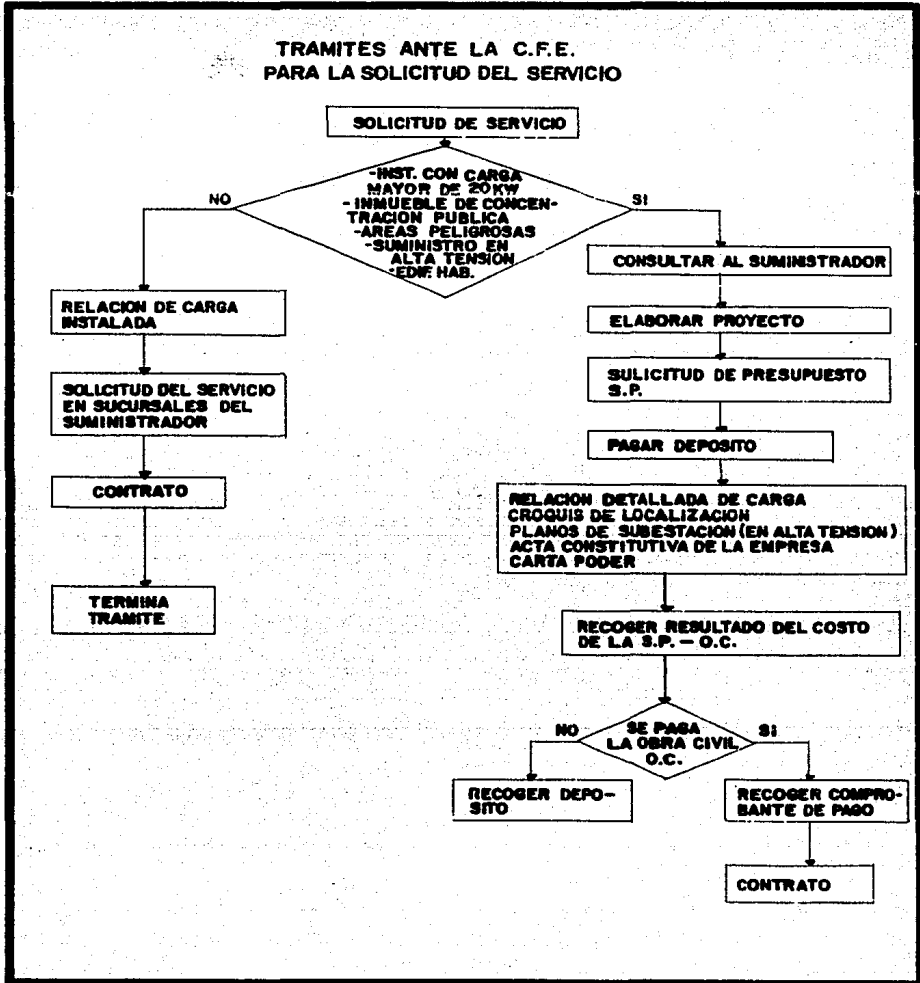 TRAMITES ANTE LA C.F.E.
PARA LA SOLICITUD DEL SERVICIO
SOLICITUD DE SERVICIO
-INST. CON CARGA
MAYOR DE 20KW
-INMUEBLE DE CONCEN-
TRACION PUBLICA
-AREAS PELIGROSAS
-SUMINISTRO EN
ALTA TENSION
-EDIF. HAB.
NO
SI
RELACION DE CARGA
INSTALADA
SOLICITUD DEL SERVICIO
EN SUCURSALES DEL
SUMINISTRADOR
CONTRATO
TERMINA
TRAMITE
CONSULTAR AL SUMINISTRADOR
ELABORAR PROYECTO
SULICITUD DE PRESUPUESTO
S.P.
PAGAR DEPOSITO
RELACION DETALLADA DE CARGA
CROQUIS DE LOCALIZACION
PLANOS DE SUBESTACION (EN ALTA TENSION)
ACTA CONSTITUTIVA DE LA EMPRESA
CARTA PODER
RECOGER RESULTADO DEL COSTO
DE LA S.P. - O.C.
SE PAGA
LA OBRA CIVIL
O.C.
NO
SI
RECOGER DEPO-
SITO
RECOGER COMPRO-
BANTE DE PAGO
CONTRATO